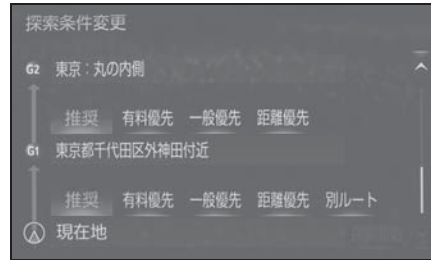 探索条件変更
G2 東京：丸の内側
推奨 有料優先 一般優先 距離優先
G1 東京都千代田区外神田付近
推奨 有料優先 一般優先 距離優先 別ルート
現在地